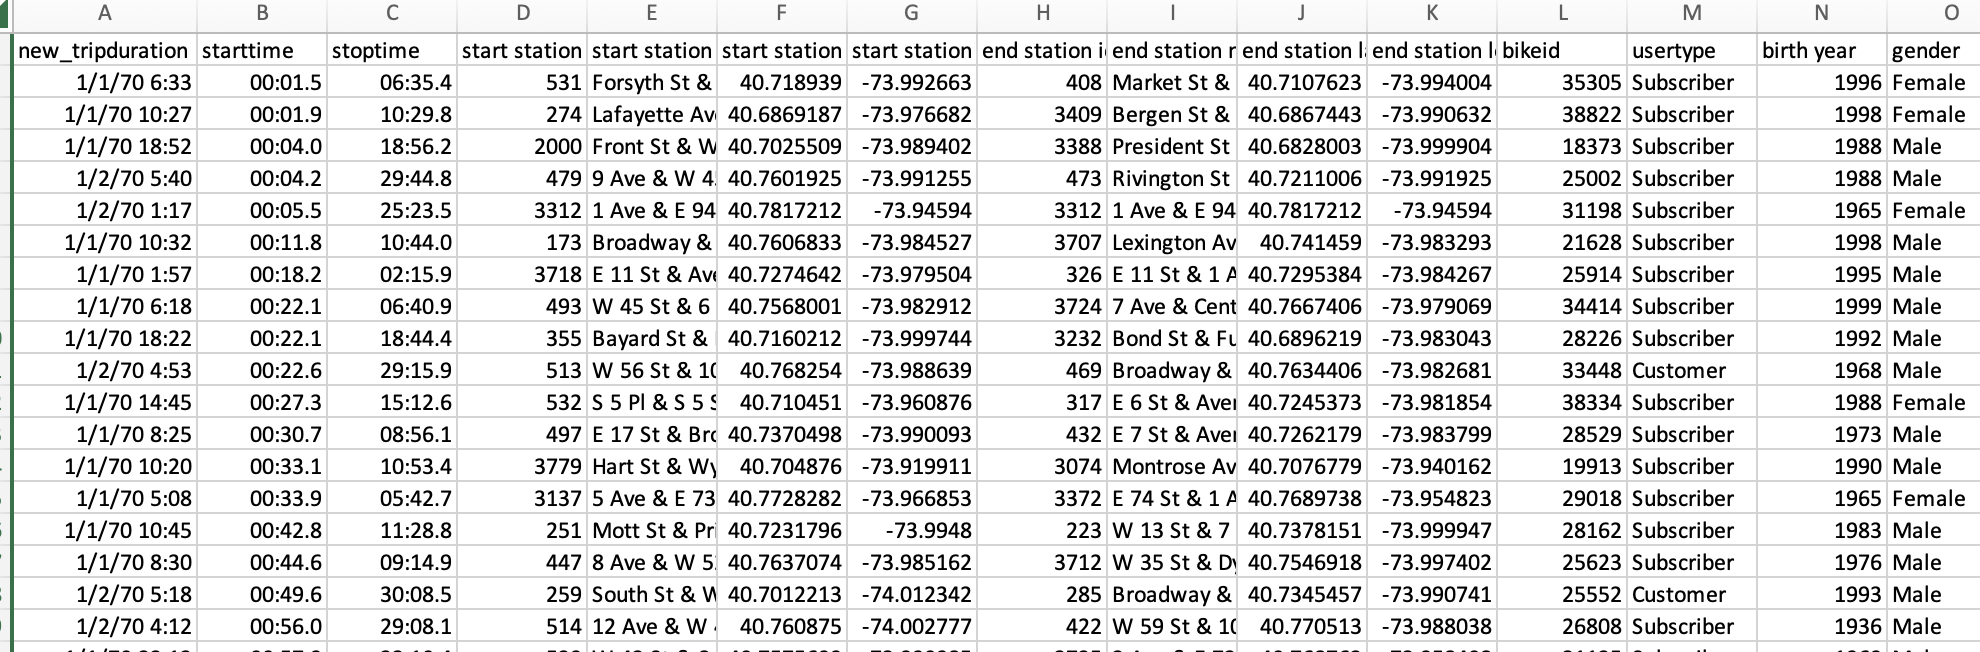 A B C D E F G H I J K L M N O
new_tripduration starttime stoptime start station start station start station start station end station end station end station end station bikeid usertype birth year gender
1/1/70 6:33 00:01.5 06:35.4 531 Forsyth St & 40.718939 -73.992663 408 Market St & 40.7107623 -73.994004 35305 Subscriber 1996 Female
1/1/70 10:27 00:01.9 10:29.8 274 Lafayette Av 40.6869187 -73.976682 3409 Bergen St & 40.6867443 -73.990632 38822 Subscriber 1998 Female
1/1/70 18:52 00:04.0 18:56.2 2000 Front St & W 40.7025509 -73.989402 3388 President St 40.6828003 -73.999904 18373 Subscriber 1988 Male
1/2/70 5:40 00:04.2 29:44.8 479 9 Ave & W 4 40.7601925 -73.991255 473 Rivington St 40.7211006 -73.991925 25002 Subscriber 1988 Male
1/2/70 1:17 00:05.5 25:23.5 3312 1 Ave & E 94 40.7817212 -73.94594 3312 1 Ave & E 94 40.7817212 -73.94594 31198 Subscriber 1965 Female
1/1/70 10:32 00:11.8 10:44.0 173 Broadway & 40.7606833 -73.984527 3707 Lexington Av 40.741459 -73.983293 21628 Subscriber 1998 Male
1/1/70 1:57 00:18.2 02:15.9 3718 E 11 St & Ave 40.7274642 -73.979504 326 E 11 St & 1 A 40.7295384 -73.984267 25914 Subscriber 1995 Male
1/1/70 6:18 00:22.1 06:40.9 493 W 45 St & 6 40.7568001 -73.982912 3724 7 Ave & Cent 40.7667406 -73.979069 34414 Subscriber 1999 Male
1/1/70 18:22 00:22.1 18:44.4 355 Bayard St & 40.7160212 -73.999744 3232 Bond St & Fu 40.6896219 -73.983043 28226 Subscriber 1992 Male
1/2/70 4:53 00:22.6 29:15.9 513 W 56 St & 10 40.768254 -73.988639 469 Broadway & 40.7634406 -73.982681 33448 Customer 1968 Male
1/1/70 14:45 00:27.3 15:12.6 532 S 5 Pl & S 5 S 40.710451 -73.960876 317 E 6 St & Aven 40.7245373 -73.981854 38334 Subscriber 1988 Female
1/1/70 8:25 00:30.7 08:56.1 497 E 17 St & Bro 40.7370498 -73.990093 432 E 7 St & Aven 40.7262179 -73.983799 28529 Subscriber 1973 Male
1/1/70 10:20 00:33.1 10:53.4 3779 Hart St & Wy 40.704876 -73.919911 3074 Montrose Av 40.7076779 -73.940162 19913 Subscriber 1990 Male
1/1/70 5:08 00:33.9 05:42.7 3137 5 Ave & E 73 40.7728282 -73.966853 3372 E 74 St & 1 A 40.7689738 -73.954823 29018 Subscriber 1965 Female
1/1/70 10:45 00:42.8 11:28.8 251 Mott St & Pri 40.7231796 -73.9948 223 W 13 St & 7 40.7378151 -73.999947 28162 Subscriber 1983 Male
1/1/70 8:30 00:44.6 09:14.9 447 8 Ave & W 5 40.7637074 -73.985162 3712 W 35 St & Dy 40.7546918 -73.997402 25623 Subscriber 1976 Male
1/2/70 5:18 00:49.6 30:08.5 259 South St & W 40.7012213 -74.012342 285 Broadway & 40.7345457 -73.990741 25552 Customer 1993 Male
1/2/70 4:12 00:56.0 29:08.1 514 12 Ave & W 40.760875 -74.002777 422 W 59 St & 10 40.770513 -73.988038 26808 Subscriber 1936 Male